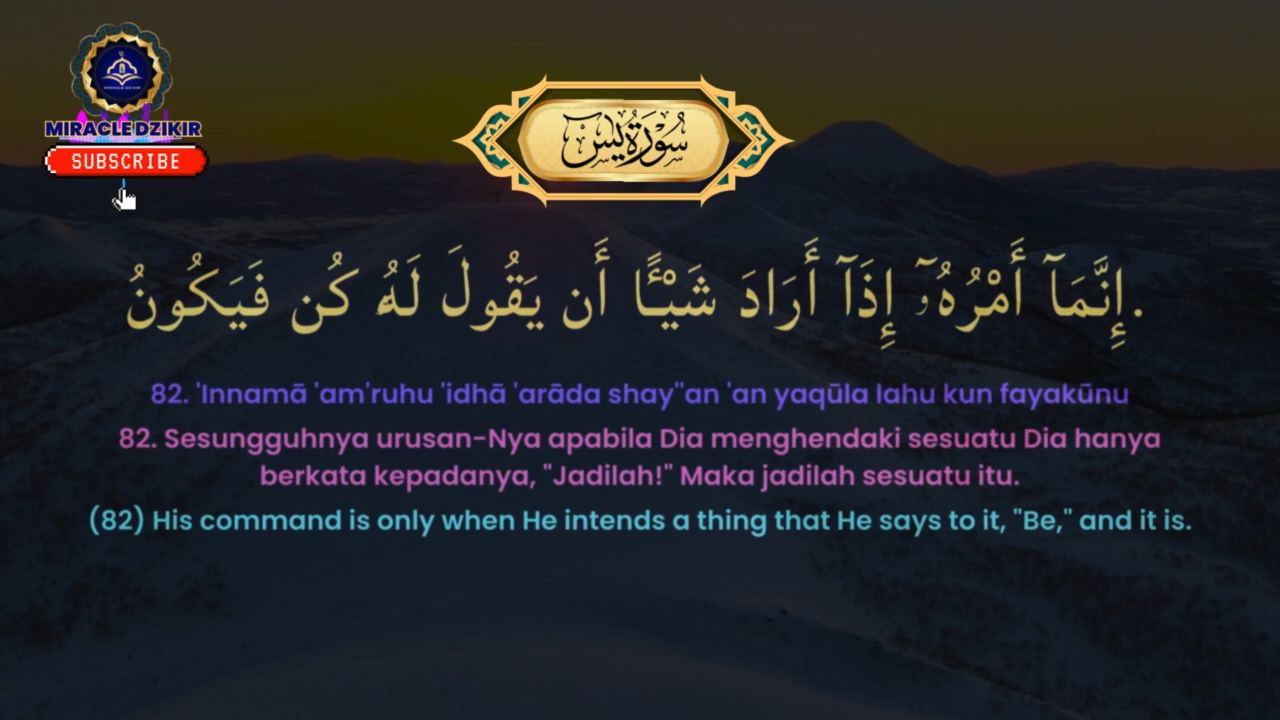 MIRACLE DZIKIR
MIRACLE DZIKIR
SUBSCRIBE
سُورَةُ يس
إِنَّمَآ أَمْرُهُۥٓ إِذَآ أَرَادَ شَيْـًٔا أَن يَقُولَ لَهُۥ كُن فَيَكُونُ.
82. 'Innamā 'am'ruhu 'idhā 'arāda shay''an 'an yaqūla lahu kun fayakūnu
82. Sesungguhnya urusan-Nya apabila Dia menghendaki sesuatu Dia hanya
berkata kepadanya, "Jadilah!" Maka jadilah sesuatu itu.
(82) His command is only when He intends a thing that He says to it, "Be," and it is.